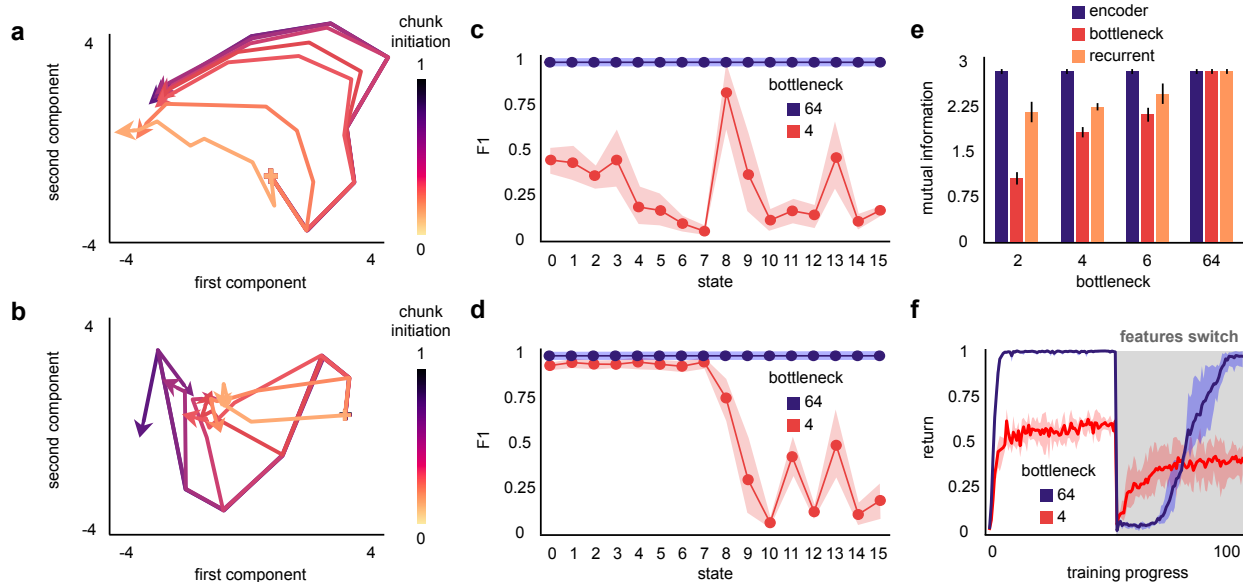 a
chunk
initiation
1
0
4
-4
-4
4
second component
first component
b
chunk
initiation
1
0
4
-4
-4
4
second component
first component
c
1
0.75
0.5
0.25
0
F1
bottleneck
64
4
0 1 2 3 4 5 6 7 8 9 10 11 12 13 14 15
state
d
1
0.75
0.5
0.25
0
F1
bottleneck
64
4
0 1 2 3 4 5 6 7 8 9 10 11 12 13 14 15
state
e
encoder
bottleneck
recurrent
3
2.25
1.5
0.75
0
mutual information
2 4 6 64
bottleneck
f
features switch
1
0.75
0.5
0.25
0
return
bottleneck
64
4
0 100
training progress